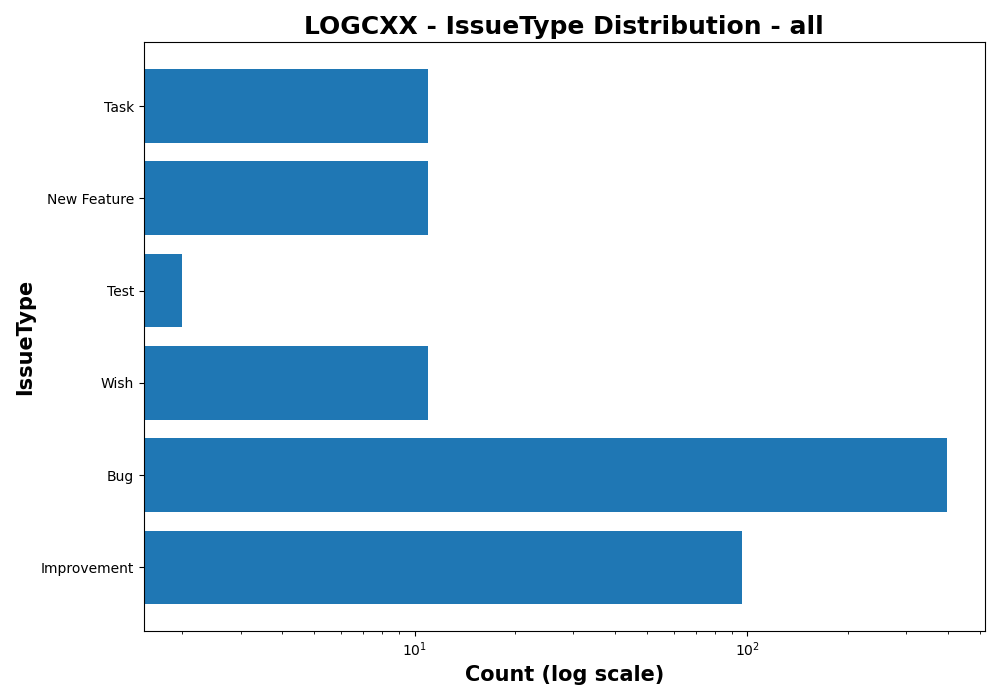 LOGCXX - IssueType Distribution - all
IssueType
Task
New Feature
Test
Wish
Bug
Improvement
10¹
10²
Count (log scale)